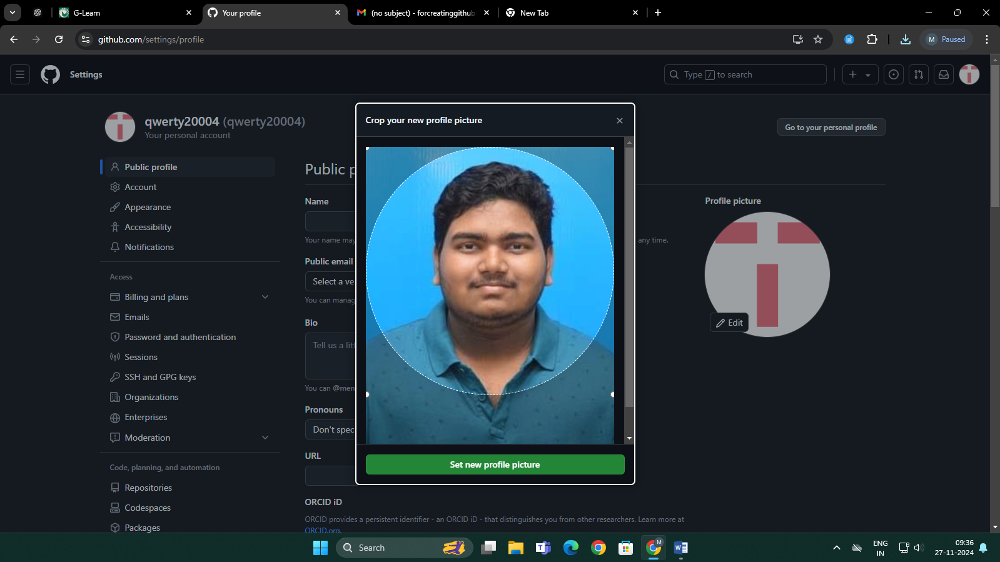 G-Learn
Your profile
(no subject) - forcreatinggithub
New Tab
github.com/settings/profile
M Paused
Settings
Type / to search
qwerty20004 (qwerty20004)
Your personal account
Go to your personal profile
Crop your new profile picture
Public profile
Account
Appearance
Accessibility
Notifications
Access
Billing and plans
Emails
Password and authentication
Sessions
SSH and GPG keys
Organizations
Enterprises
Moderation
Code, planning, and automation
Repositories
Codespaces
Packages
Public p
Name
Your name may
any time.
Public email
Select a ve
You can manag
Bio
Tell us a lit
You can @men
Pronouns
Don't spec
URL
ORCID iD
ORCID provides a persistent identifier - an ORCID iD - that distinguishes you from other researchers. Learn more at
ORCID.org.
Profile picture
Edit
Set new profile picture
Search
M
ENG
IN
09:36
27-11-2024